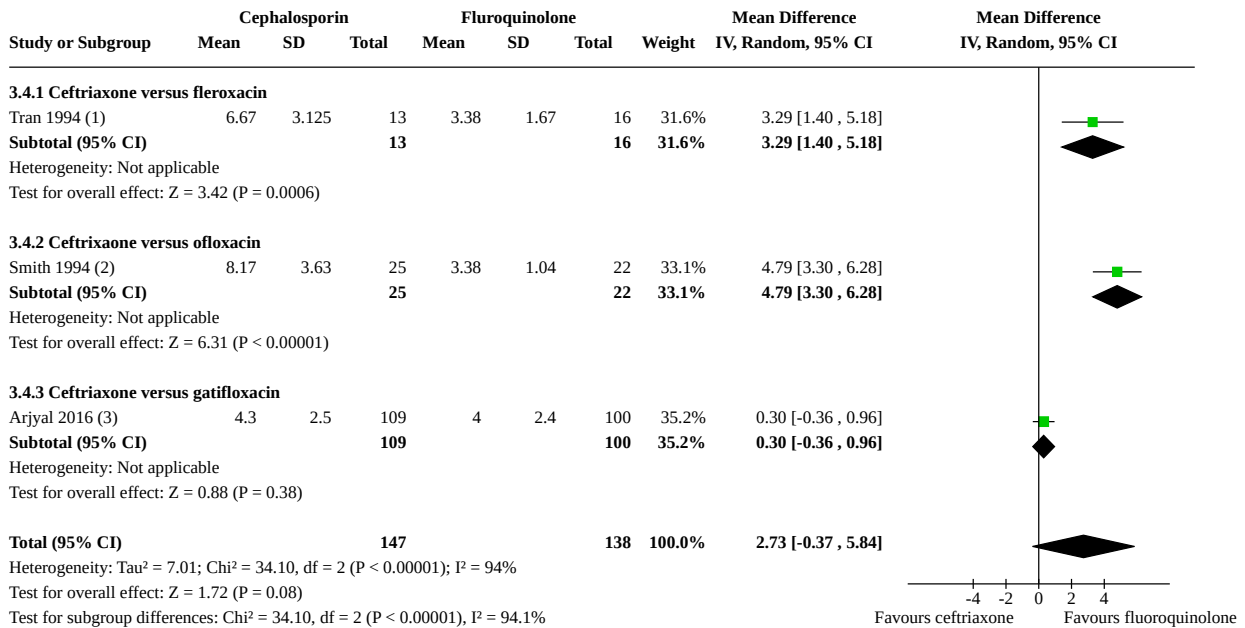 Cephalosporin Fluroquinolone Mean Difference Mean Difference
Study or Subgroup Mean SD Total Mean SD Total Weight IV, Random, 95% CI IV, Random, 95% CI
3.4.1 Ceftriaxone versus fleroxacin
Tran 1994 (1) 6.67 3.125 13 3.38 1.67 16 31.6% 3.29 [1.40 , 5.18]
Subtotal (95% CI) 13 16 31.6% 3.29 [1.40 , 5.18]
Heterogeneity: Not applicable
Test for overall effect: Z = 3.42 (P = 0.0006)
3.4.2 Ceftrixaone versus ofloxacin
Smith 1994 (2) 8.17 3.63 25 3.38 1.04 22 33.1% 4.79 [3.30 , 6.28]
Subtotal (95% CI) 25 22 33.1% 4.79 [3.30 , 6.28]
Heterogeneity: Not applicable
Test for overall effect: Z = 6.31 (P < 0.00001)
3.4.3 Ceftriaxone versus gatifloxacin
Arjyal 2016 (3) 4.3 2.5 109 4 2.4 100 35.2% 0.30 [-0.36 , 0.96]
Subtotal (95% CI) 109 100 35.2% 0.30 [-0.36 , 0.96]
Heterogeneity: Not applicable
Test for overall effect: Z = 0.88 (P = 0.38)
Total (95% CI) 147 138 100.0% 2.73 [-0.37 , 5.84]
Heterogeneity: Tau² = 7.01; Chi² = 34.10, df = 2 (P < 0.00001); I² = 94%
Test for overall effect: Z = 1.72 (P = 0.08)
-4 -2 0 2 4
Test for subgroup differences: Chi² = 34.10, df = 2 (P < 0.00001), I² = 94.1%
Favours ceftriaxone Favours fluoroquinolone